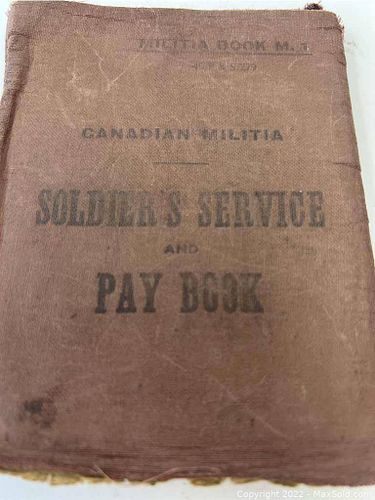 MILITIA BOOK M. 1
CANADIAN MILITIA
SOLDIER'S SERVICE
AND
PAY BOOK
Copyright 2022 - MaxSold.com